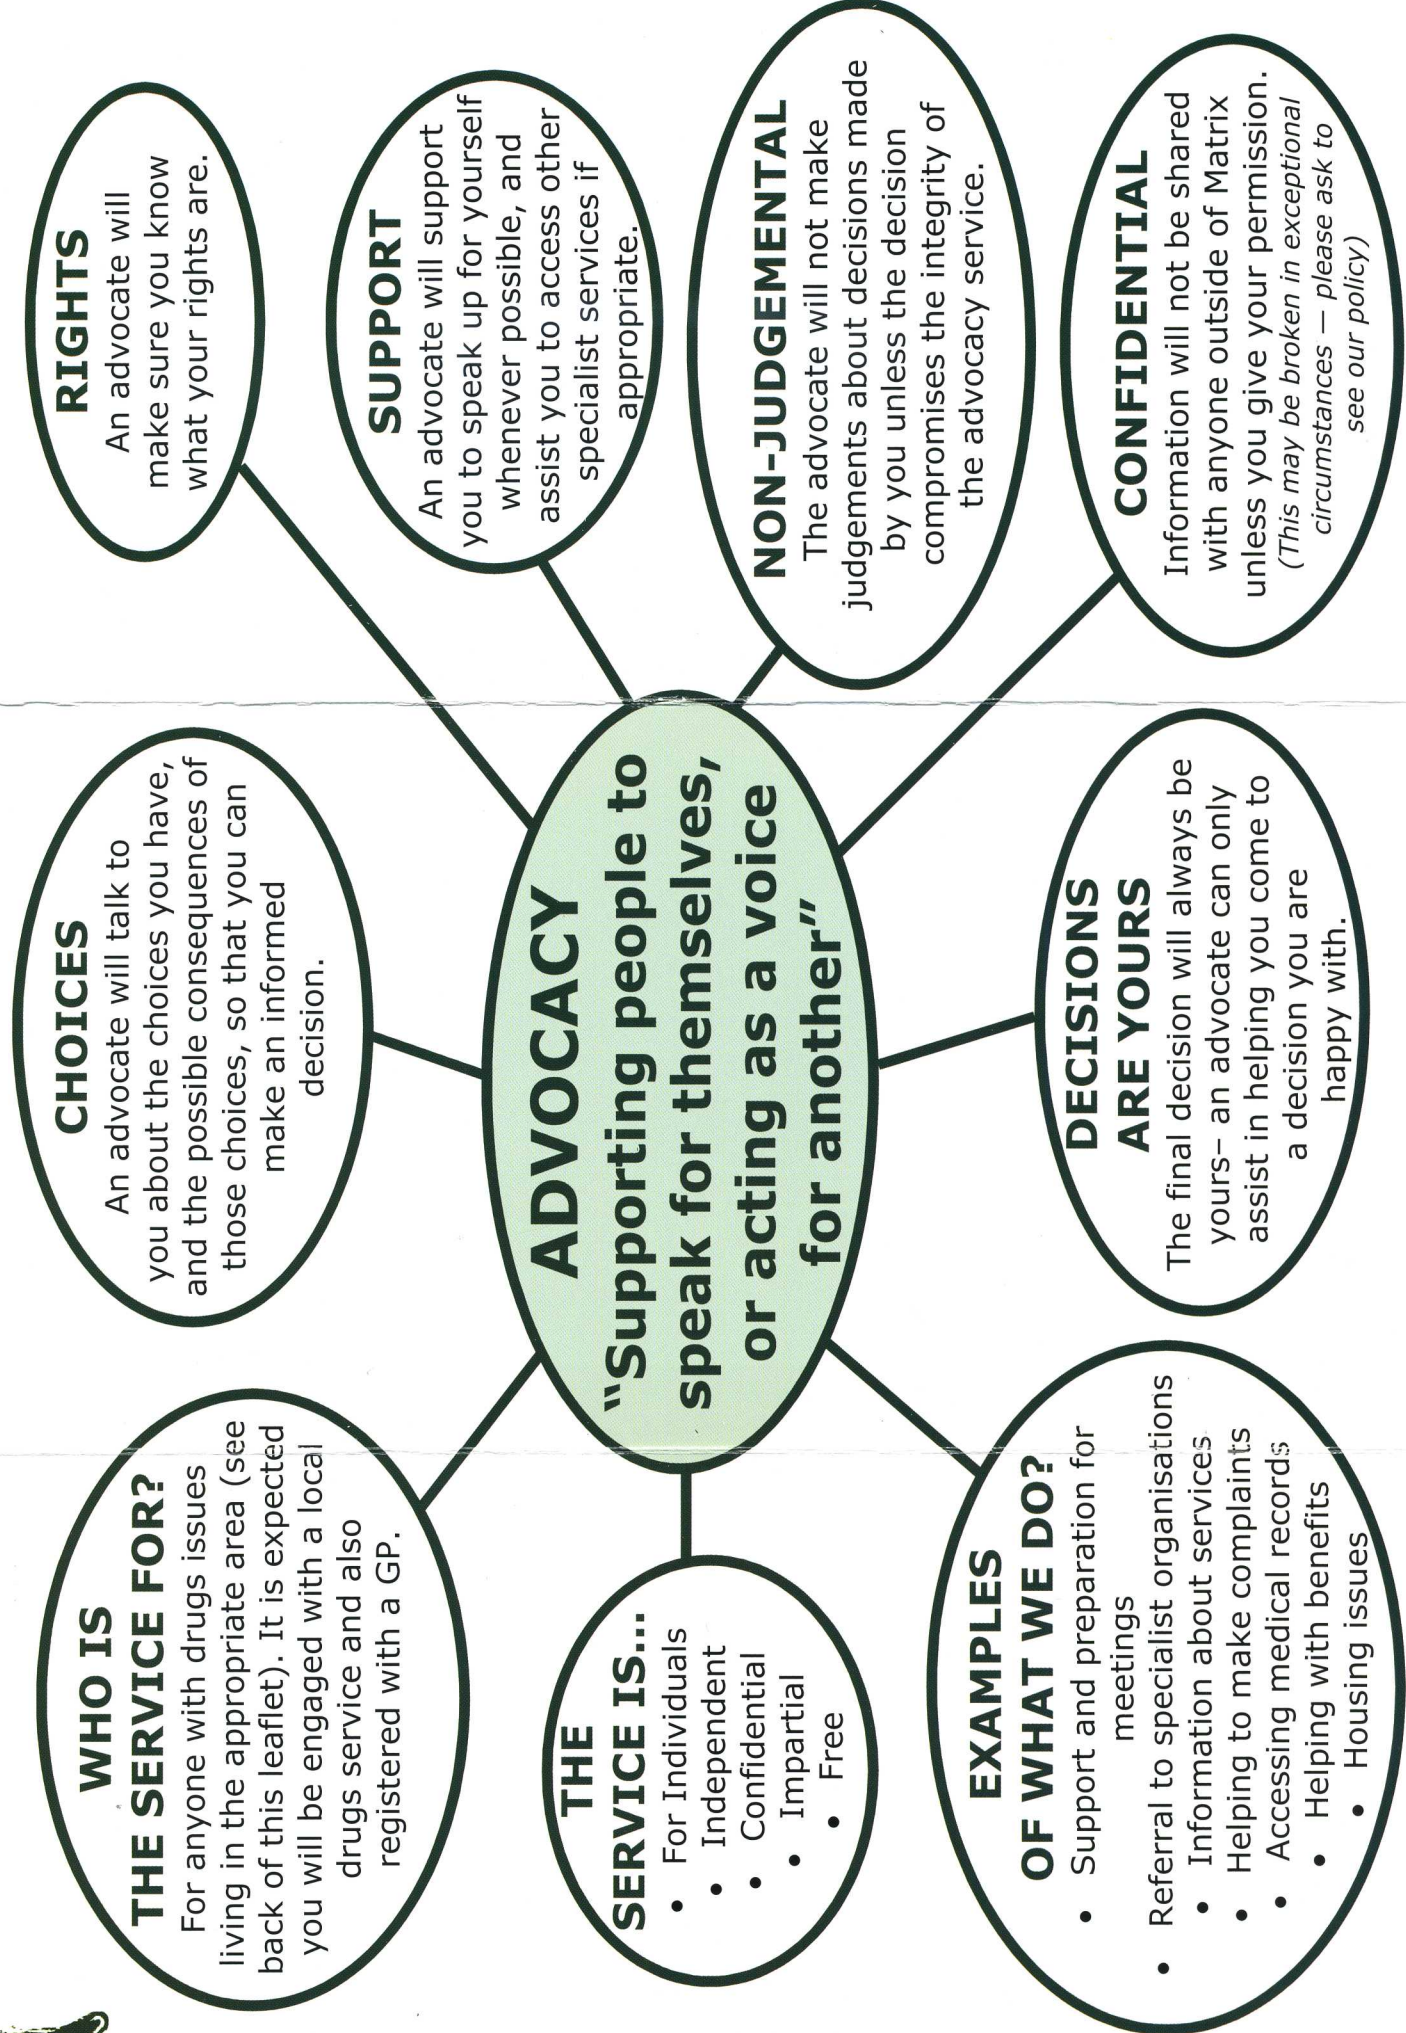 WHO IS
THE SERVICE FOR?
For anyone with drugs issues
living in the appropriate area (see
back of this leaflet). It is expected
you will be engaged with a local
drugs service and also
registered with a GP.
CHOICES
An advocate will talk to
you about the choices you have,
and the possible consequences of
those choices, so that you can
make an informed
decision.
RIGHTS
An advocate will
make sure you know
what your rights are.
SUPPORT
An advocate will support
you to speak up for yourself
whenever possible, and
assist you to access other
specialist services if
appropriate.
THE
SERVICE IS...
• For Individuals
• Independent
• Confidential
• Impartial
• Free
ADVOCACY
“Supporting people to
speak for themselves,
or acting as a voice
for another”
NON-JUDGEMENTAL
The advocate will not make
judgements about decisions made
by you unless the decision
compromises the integrity of
the advocacy service.
EXAMPLES
OF WHAT WE DO?
• Support and preparation for
meetings
• Referral to specialist organisations
• Information about services
• Helping to make complaints
• Accessing medical records
• Helping with benefits
• Housing issues
DECISIONS
ARE YOURS
The final decision will always be
yours– an advocate can only
assist in helping you come to
a decision you are
happy with.
CONFIDENTIAL
Information will not be shared
with anyone outside of Matrix
unless you give your permission.
(This may be broken in exceptional
circumstances — please ask to
see our policy)